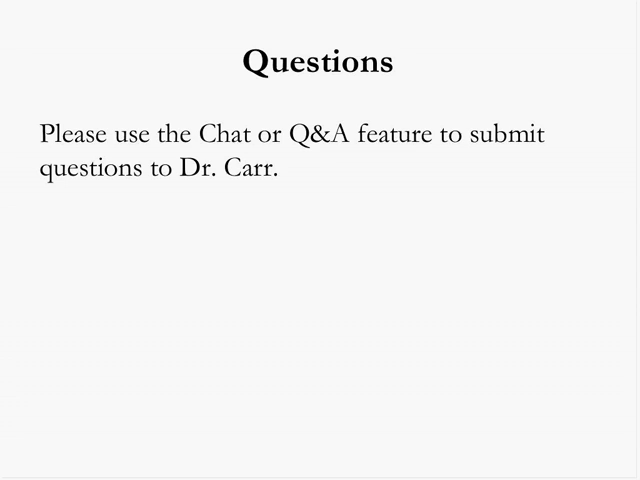 Questions
Please use the Chat or Q&A feature to submit
questions to Dr. Carr.